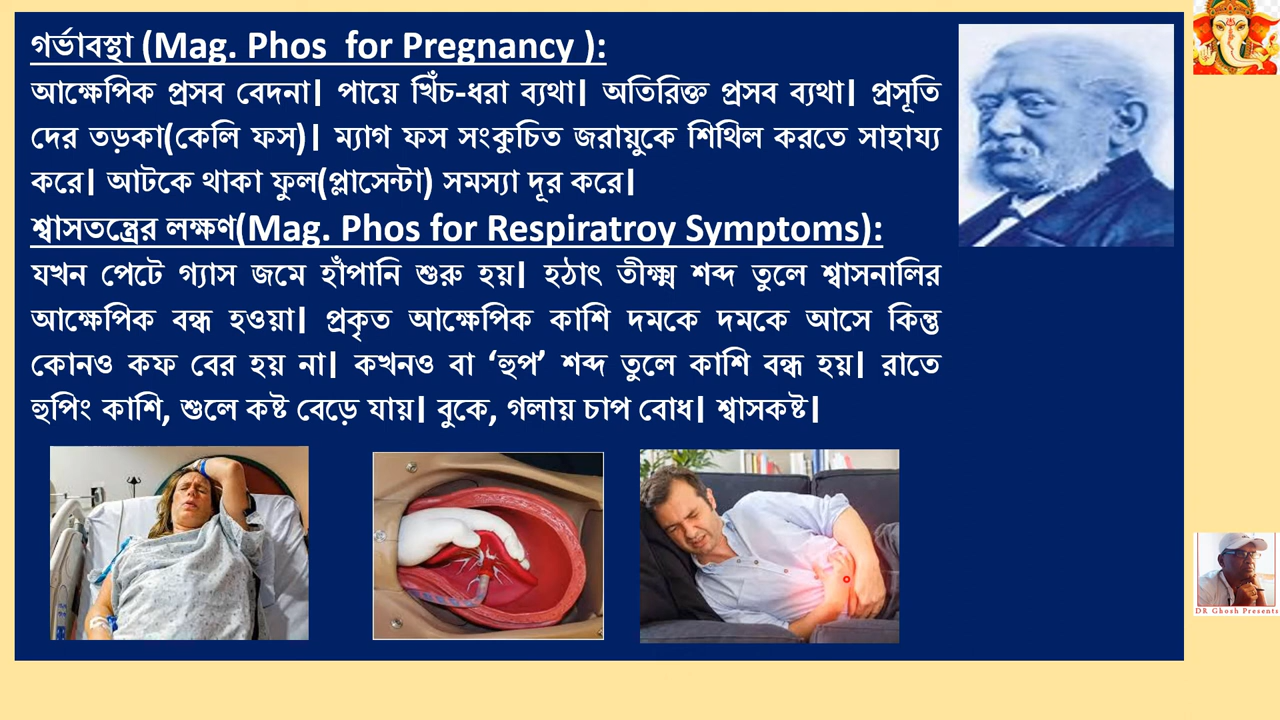 গর্ভাবস্থা (Mag. Phos for Pregnancy ):
আক্ষেপিক প্রসব বেদনা। পায়ে খিঁচ-ধরা ব্যথা। অতিরিক্ত প্রসব ব্যথা। প্রসূতি
দের তড়কা(কেলি ফস)। ম্যাগ ফস সংকুচিত জরায়ুকে শিথিল করতে সাহায্য
করে। আটকে থাকা ফুল(প্লাসেন্টা) সমস্যা দূর করে।
শ্বাসতন্ত্রের লক্ষণ(Mag. Phos for Respiratroy Symptoms):
যখন পেটে গ্যাস জমে হাঁপানি শুরু হয়। হঠাৎ তীক্ষ্ম শব্দ তুলে শ্বাসনালির
আক্ষেপিক বন্ধ হওয়া। প্রকৃত আক্ষেপিক কাশি দমকে দমকে আসে কিন্তু
কোনও কফ বের হয় না। কখনও বা ‘হুপ’ শব্দ তুলে কাশি বন্ধ হয়। রাতে
হুপিং কাশি, শুলে কষ্ট বেড়ে যায়। বুকে, গলায় চাপ বোধ। শ্বাসকষ্ট।
DR Ghosh Presents